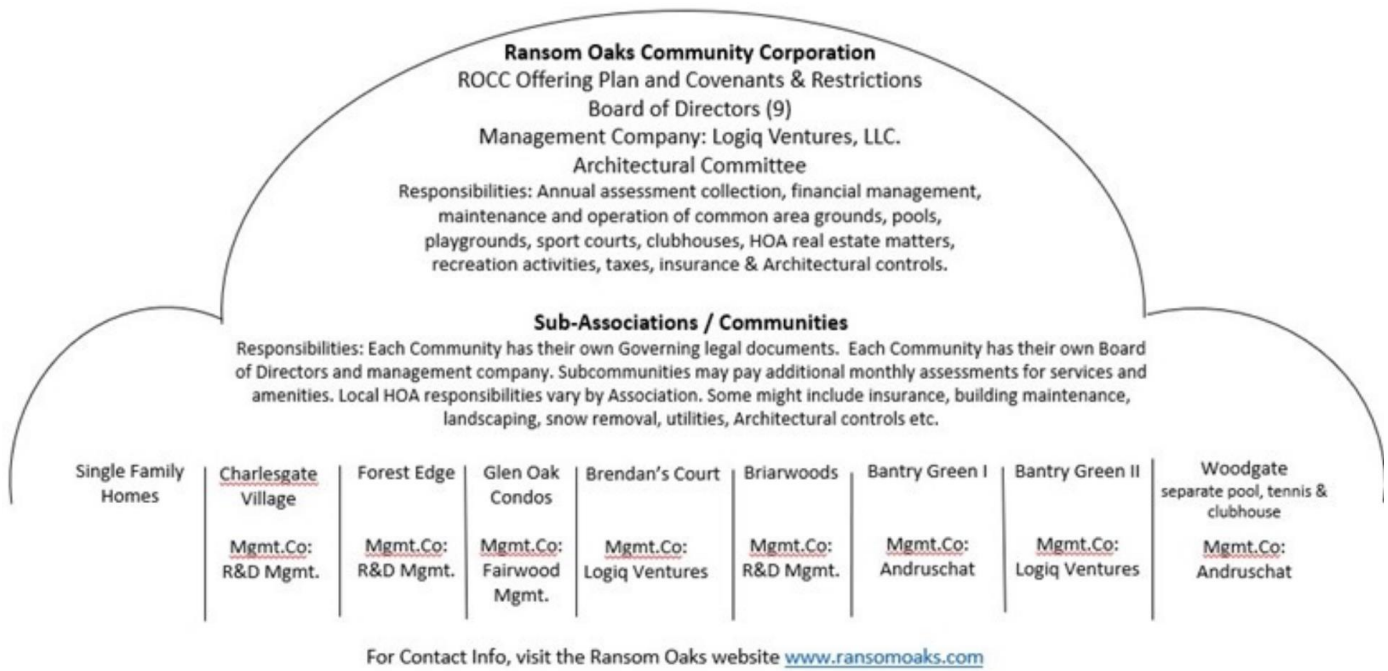 Ransom Oaks Community Corporation
ROCC Offering Plan and Covenants & Restrictions
Board of Directors (9)
Management Company: Logiq Ventures, LLC.
Architectural Committee
Responsibilities: Annual assessment collection, financial management,
maintenance and operation of common area grounds, pools,
playgrounds, sport courts, clubhouses, HOA real estate matters,
recreation activities, taxes, insurance & Architectural controls.
Sub-Associations / Communities
Responsibilities: Each Community has their own Governing legal documents. Each Community has their own Board
of Directors and management company. Subcommunities may pay additional monthly assessments for services and
amenities. Local HOA responsibilities vary by Association. Some might include insurance, building maintenance,
landscaping, snow removal, utilities, Architectural controls etc.
Single Family
Homes
Charlesgate
Village
Mgmt.Co:
R&D Mgmt.
Forest Edge
Mgmt.Co:
R&D Mgmt.
Glen Oak
Condos
Mgmt.Co:
Fairwood
Mgmt.
Brendan's Court
Mgmt.Co:
Logiq Ventures
Briarwoods
Mgmt.Co:
R&D Mgmt.
Bantry Green I
Mgmt.Co:
Andruschat
Bantry Green II
Mgmt.Co:
Logiq Ventures
Woodgate
separate pool, tennis &
clubhouse
Mgmt.Co:
Andruschat
For Contact Info, visit the Ransom Oaks website www.ransomoaks.com